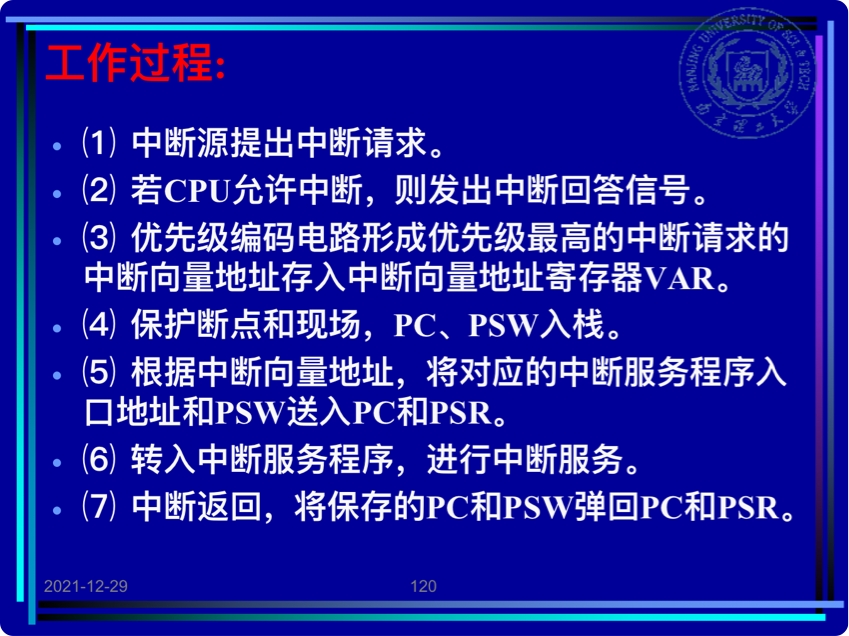 工作过程:
NANJING UNIVERSITY OF SCI. & TECH
南京理工大学
• ⑴ 中断源提出中断请求。
• ⑵ 若CPU允许中断，则发出中断回答信号。
• ⑶ 优先级编码电路形成优先级最高的中断请求的
中断向量地址存入中断向量地址寄存器VAR。
• ⑷ 保护断点和现场，PC、PSW入栈。
• ⑸ 根据中断向量地址，将对应的中断服务程序入
口地址和PSW送入PC和PSR。
• ⑹ 转入中断服务程序，进行中断服务。
• ⑺ 中断返回，将保存的PC和PSW弹回PC和PSR。
2021-12-29
120